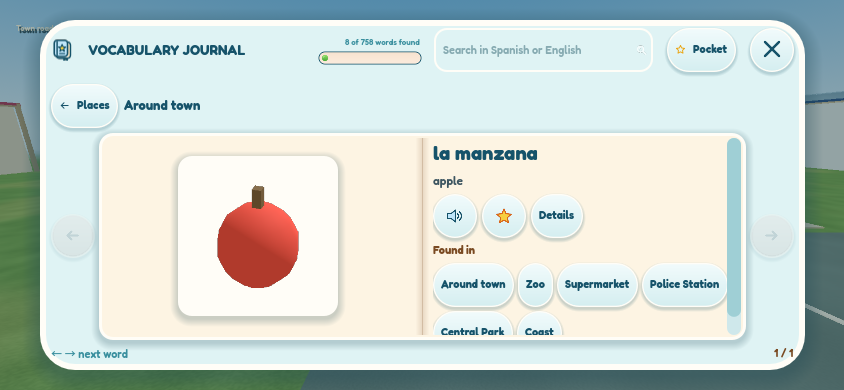 VOCABULARY JOURNAL
8 of 758 words found
Search in Spanish or English
Pocket
← Places
Around town
la manzana
apple
Details
Found in
Around town
Zoo
Supermarket
Police Station
Central Park
Coast
← → next word
1 / 1